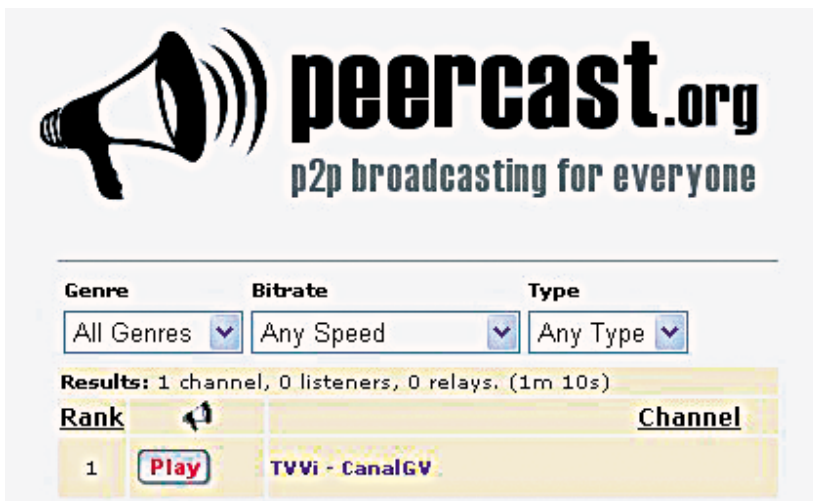 peercast.org
p2p broadcasting for everyone
Genre Bitrate Type
All Genres Any Speed Any Type
Results: 1 channel, 0 listeners, 0 relays. (1m 10s)
Rank Channel
1 Play TVVi - CanalGV